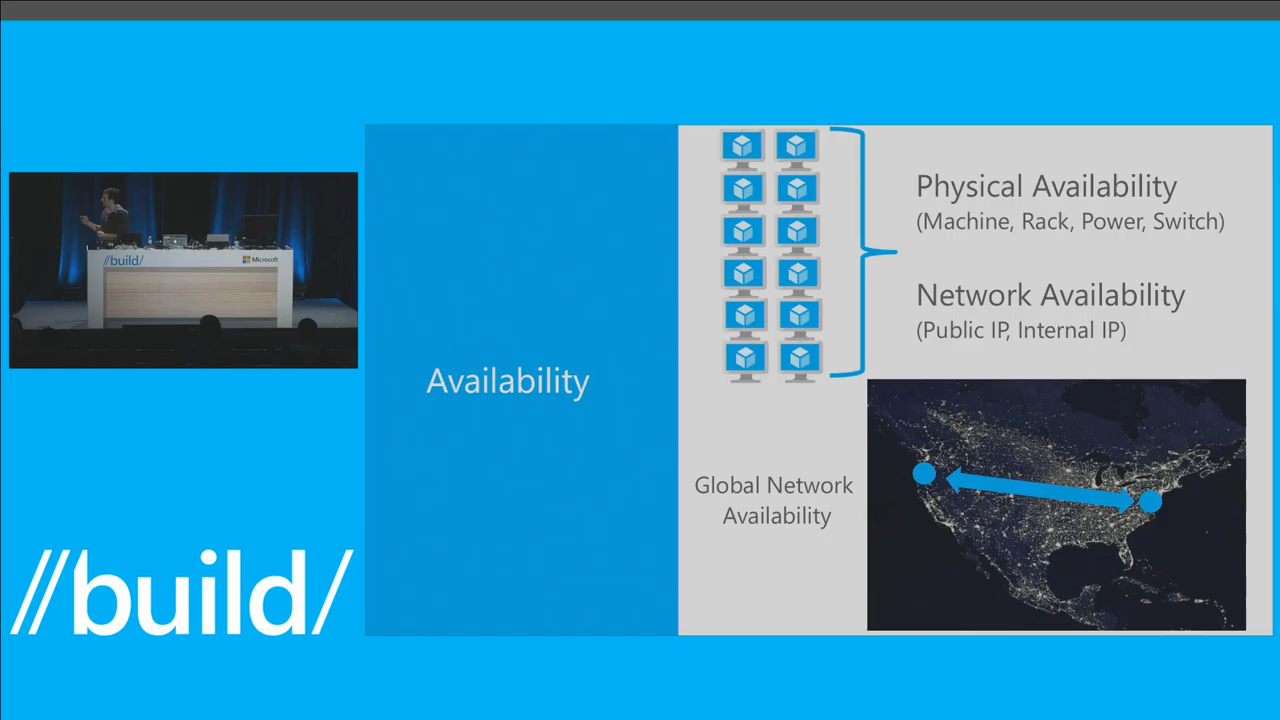 //build/
Microsoft
//build/
Availability
Physical Availability
(Machine, Rack, Power, Switch)
Network Availability
(Public IP, Internal IP)
Global Network
Availability